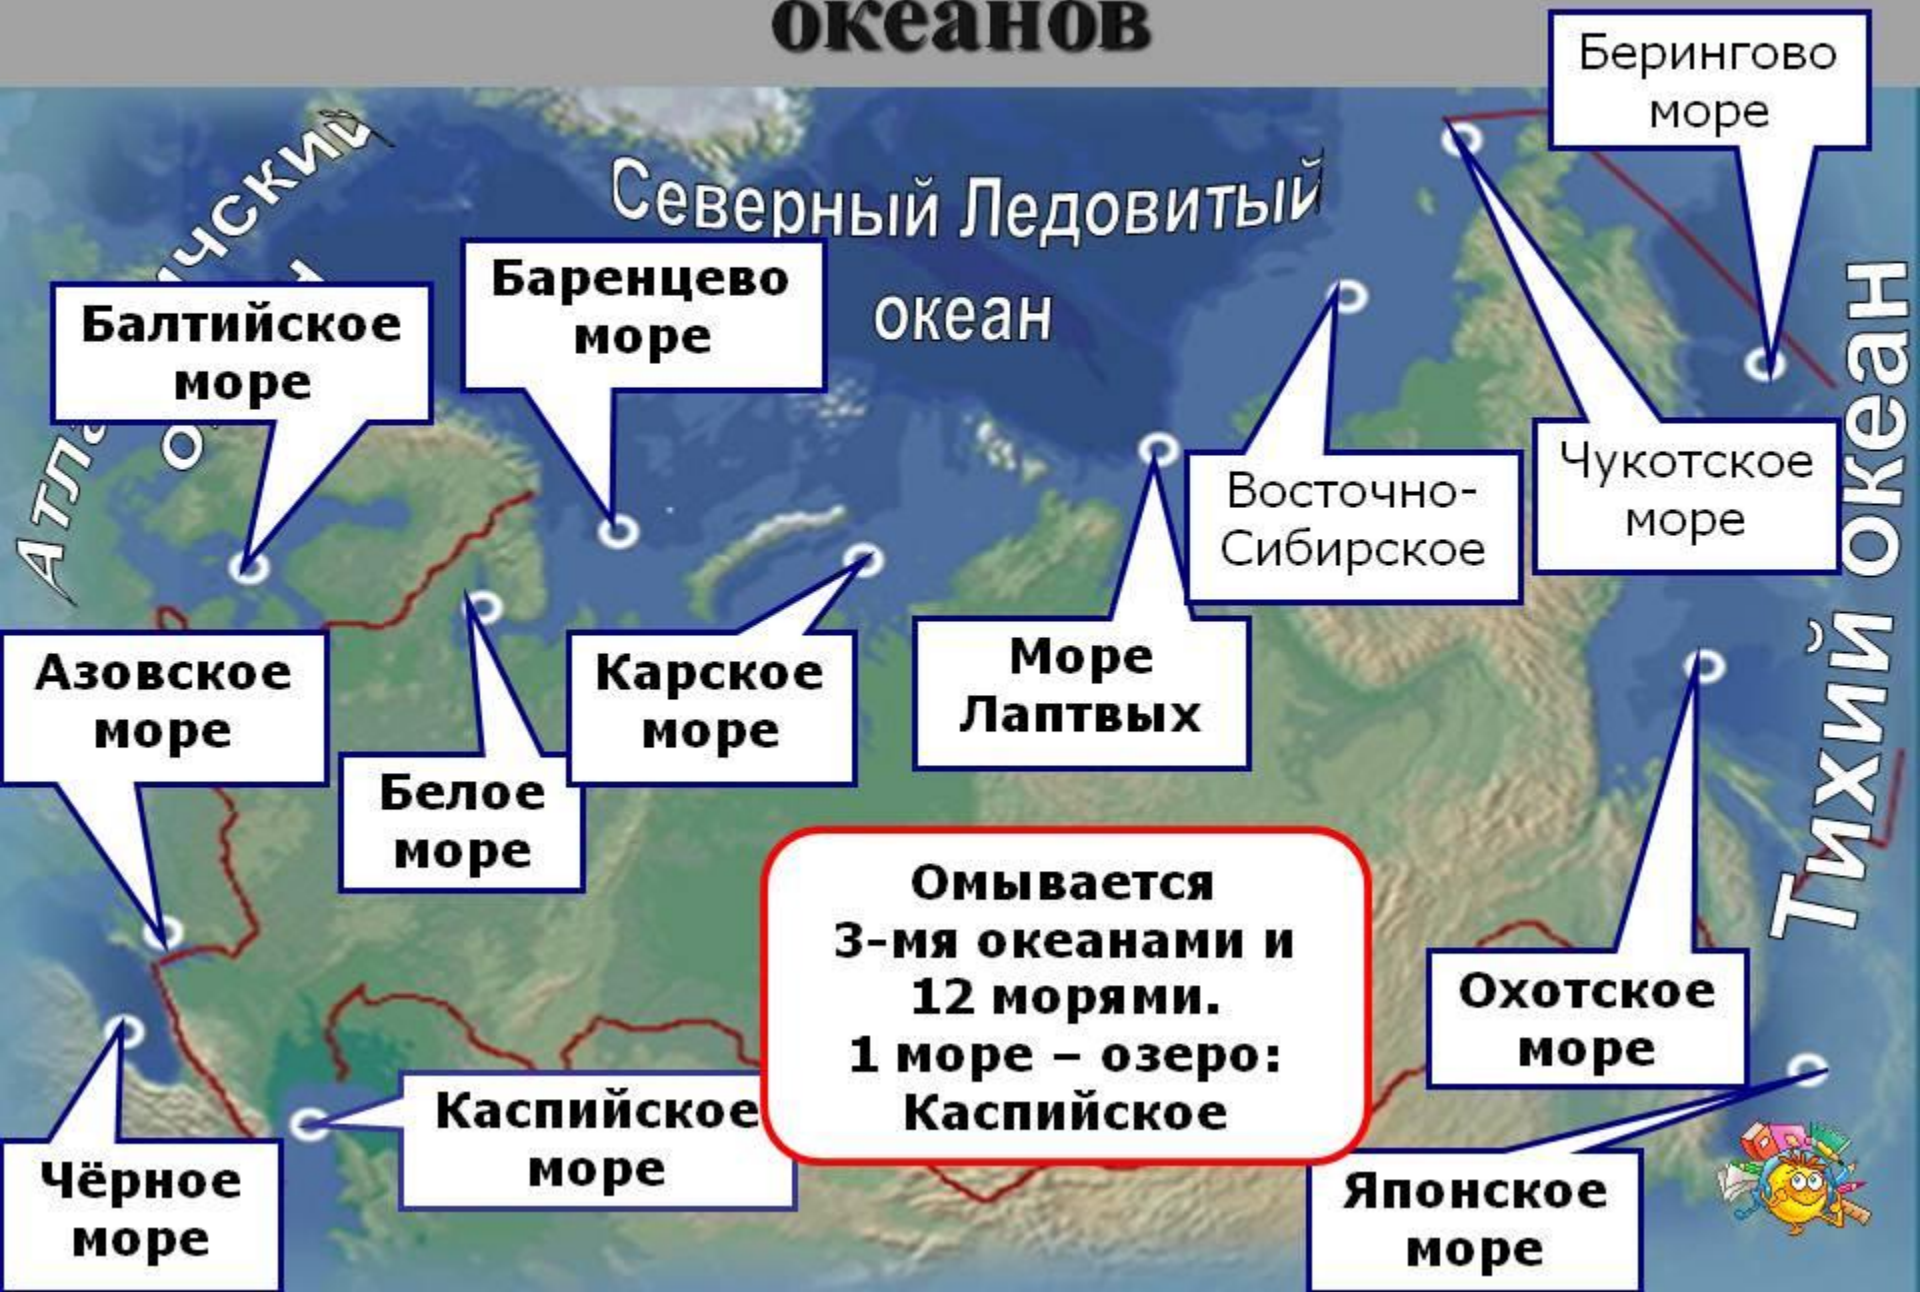 океанов
Берингово
море
Северный Ледовитый
океан
Баренцево
море
Балтийское
море
Чукотское
море
Восточно-
Сибирское
Тихий океан
Азовское
море
Карское
море
Море
Лаптвых
Белое
море
Омывается
3-мя океанами и
12 морями.
1 море – озеро:
Каспийское
Охотское
море
Каспийское
море
Чёрное
море
Японское
море